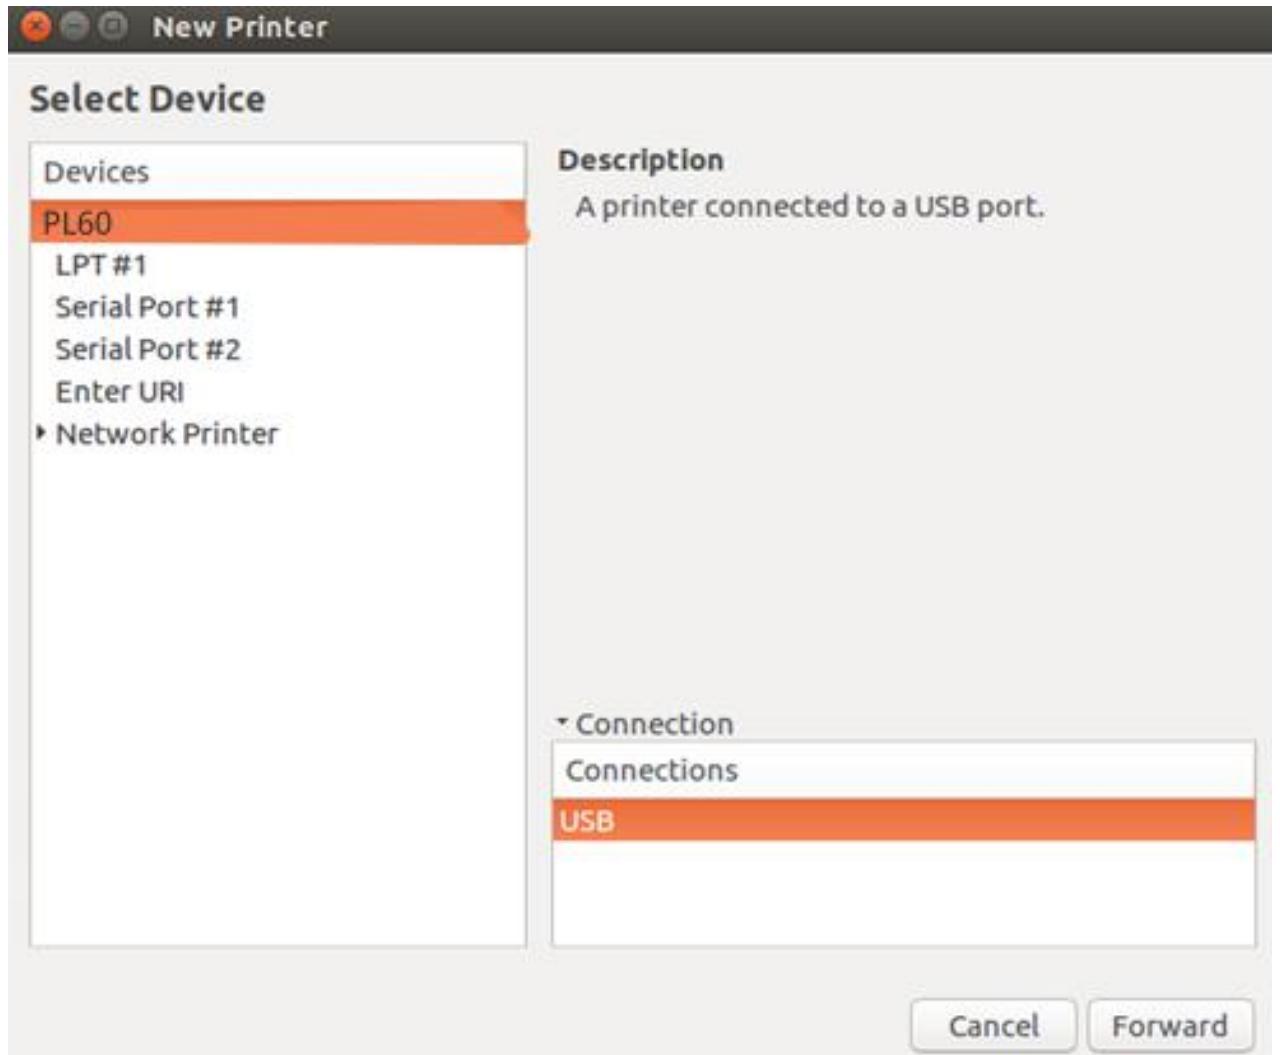 New Printer
Select Device
Devices
PL60
LPT #1
Serial Port #1
Serial Port #2
Enter URI
Network Printer
Description
A printer connected to a USB port.
Connection
Connections
USB
Cancel
Forward